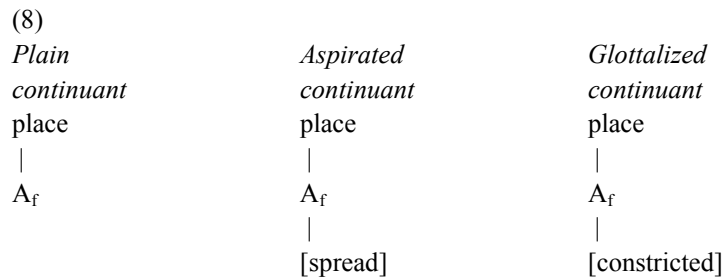 (8)
Plain Aspirated Glottalized
continuant continuant continuant
place place place
| | |
A_f A_f A_f
| |
[spread] [constricted]